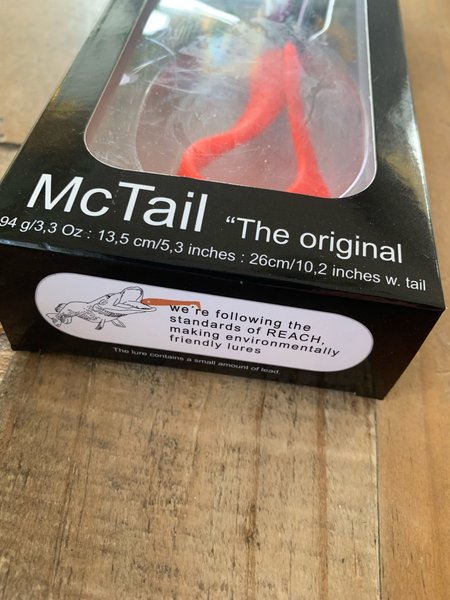 McTail “The original
94 g/3,3 Oz : 13,5 cm/5,3 inches : 26cm/10,2 inches w. tail
we´re following the
standards of REACH,
making environmentally
friendly lures
The lure contains a small amount of lead